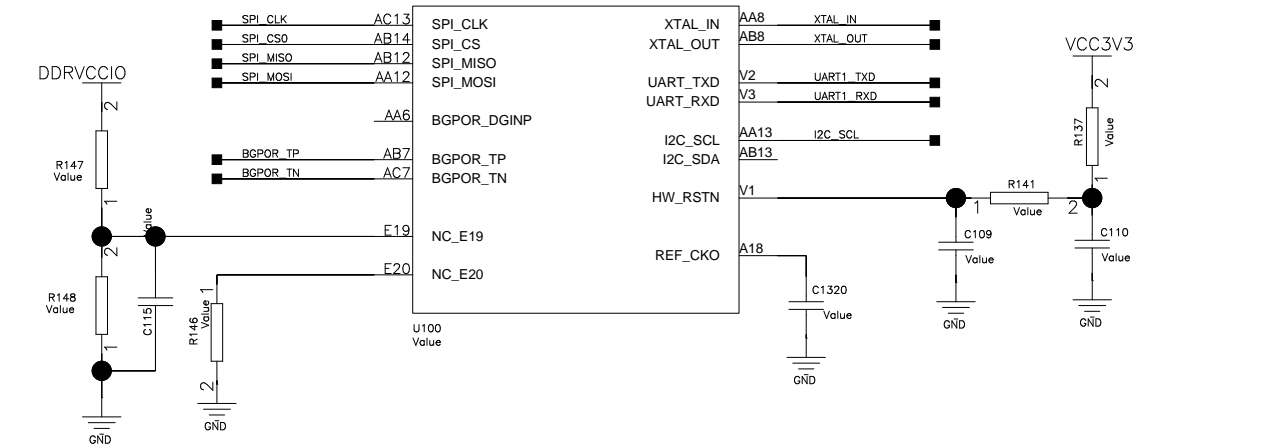 SPI_CLK AC13 SPI_CLK XTAL_IN AA8 XTAL_IN
SPI_CS0 AB14 SPI_CS XTAL_OUT AB8 XTAL_OUT
SPI_MISO AB12 SPI_MISO
SPI_MOSI AA12 SPI_MOSI UART_TXD V2 UART1_TXD
UART_RXD V3 UART1_RXD
DDRVCCIO
VCC3V3
AA6 BGPOR_DGINP
I2C_SCL AA13 I2C_SCL
BGPOR_TP AB7 BGPOR_TP I2C_SDA AB13
BGPOR_TN AC7 BGPOR_TN
HW_RSTN V1
2
R147
Value
1
2
R137
Value
1
1
R141
Value
2
Value
E19 NC_E19
C109
Value
GND
C110
Value
GND
REF_CKO A18
E20 NC_E20
2
R148
Value
1
C115
1
R146
Value
2
C1320
Value
GND
U100
Value
GND
GND